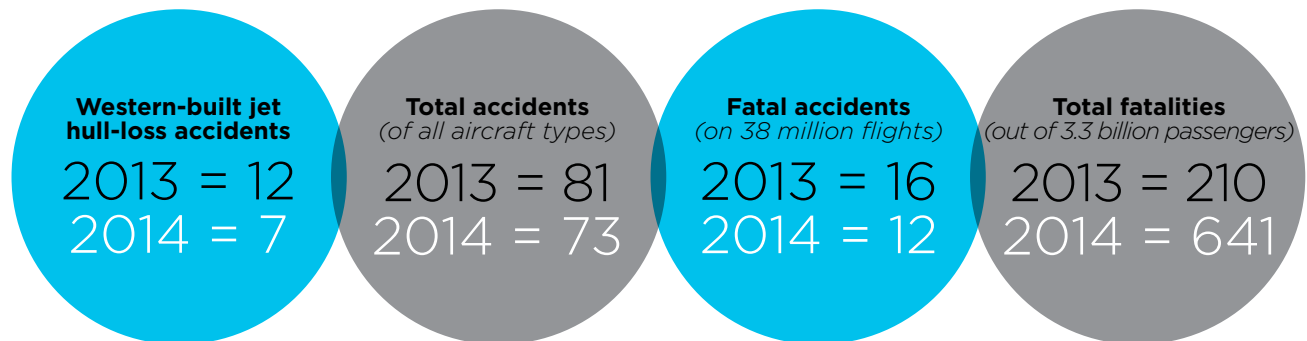 Western-built jet
hull-loss accidents
2013 = 12
2014 = 7
Total accidents
(of all aircraft types)
2013 = 81
2014 = 73
Fatal accidents
(on 38 million flights)
2013 = 16
2014 = 12
Total fatalities
(out of 3.3 billion passengers)
2013 = 210
2014 = 641